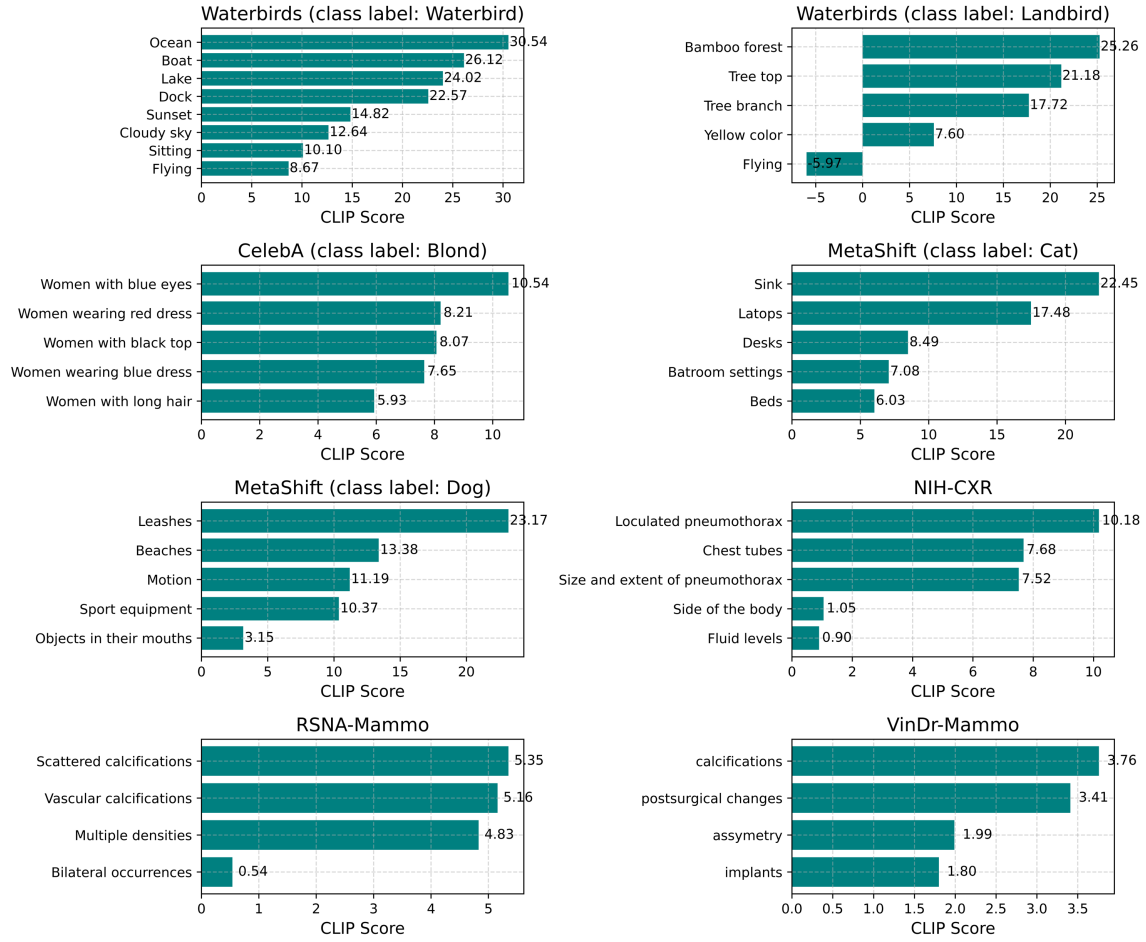 Waterbirds (class label: Waterbird)
Ocean 30.54
Boat 26.12
Lake 24.02
Dock 22.57
Sunset 14.82
Cloudy sky 12.64
Sitting 10.10
Flying 8.67
0 5 10 15 20 25 30
CLIP Score
Waterbirds (class label: Landbird)
Bamboo forest 25.26
Tree top 21.18
Tree branch 17.72
Yellow color 7.60
Flying -5.97
−5 0 5 10 15 20 25
CLIP Score
CelebA (class label: Blond)
Women with blue eyes 10.54
Women wearing red dress 8.21
Women with black top 8.07
Women wearing blue dress 7.65
Women with long hair 5.93
0 2 4 6 8 10
CLIP Score
MetaShift (class label: Cat)
Sink 22.45
Latops 17.48
Desks 8.49
Batroom settings 7.08
Beds 6.03
0 5 10 15 20
CLIP Score
MetaShift (class label: Dog)
Leashes 23.17
Beaches 13.38
Motion 11.19
Sport equipment 10.37
Objects in their mouths 3.15
0 5 10 15 20
CLIP Score
NIH-CXR
Loculated pneumothorax 10.18
Chest tubes 7.68
Size and extent of pneumothorax 7.52
Side of the body 1.05
Fluid levels 0.90
0 2 4 6 8 10
CLIP Score
RSNA-Mammo
Scattered calcifications 5.35
Vascular calcifications 5.16
Multiple densities 4.83
Bilateral occurrences 0.54
0 1 2 3 4 5
CLIP Score
VinDr-Mammo
calcifications 3.76
postsurgical changes 3.41
assymetry 1.99
implants 1.80
0.0 0.5 1.0 1.5 2.0 2.5 3.0 3.5
CLIP Score